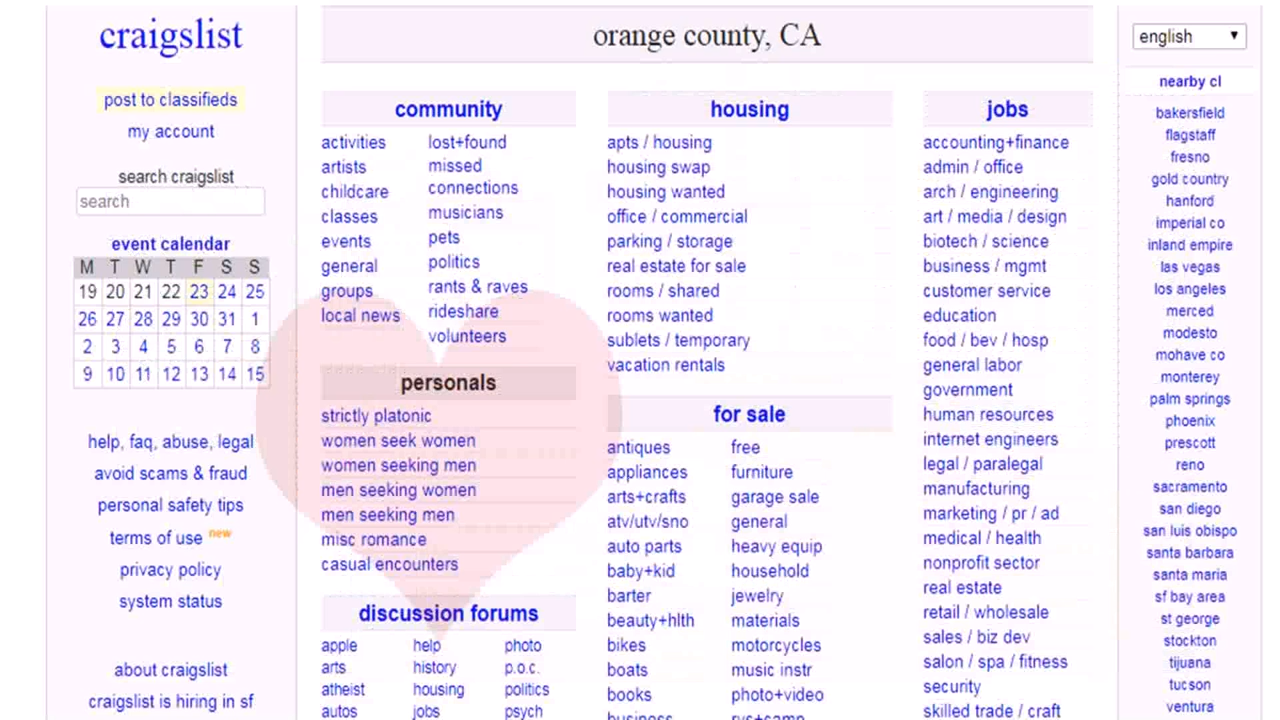 craigslist
post to classifieds
my account
search craigslist
search
event calendar
M T W T F S S
19 20 21 22 23 24 25
26 27 28 29 30 31 1
2 3 4 5 6 7 8
9 10 11 12 13 14 15
help, faq, abuse, legal
avoid scams & fraud
personal safety tips
terms of use new
privacy policy
system status
about craigslist
craigslist is hiring in sf
orange county, CA
community
activities
artists
childcare
classes
events
general
groups
local news
lost+found
missed
connections
musicians
pets
politics
rants & raves
rideshare
volunteers
personals
strictly platonic
women seek women
women seeking men
men seeking women
men seeking men
misc romance
casual encounters
discussion forums
apple
arts
atheist
autos
help
history
housing
jobs
photo
p.o.c.
politics
psych
housing
apts / housing
housing swap
housing wanted
office / commercial
parking / storage
real estate for sale
rooms / shared
rooms wanted
sublets / temporary
vacation rentals
for sale
antiques
appliances
arts+crafts
atv/utv/sno
auto parts
baby+kid
barter
beauty+hlth
bikes
boats
books
business
free
furniture
garage sale
general
heavy equip
household
jewelry
materials
motorcycles
music instr
photo+video
rvs+camp
jobs
accounting+finance
admin / office
arch / engineering
art / media / design
biotech / science
business / mgmt
customer service
education
food / bev / hosp
general labor
government
human resources
internet engineers
legal / paralegal
manufacturing
marketing / pr / ad
medical / health
nonprofit sector
real estate
retail / wholesale
sales / biz dev
salon / spa / fitness
security
skilled trade / craft
english
nearby cl
bakersfield
flagstaff
fresno
gold country
hanford
imperial co
inland empire
las vegas
los angeles
merced
modesto
mohave co
monterey
palm springs
phoenix
prescott
reno
sacramento
san diego
san luis obispo
santa barbara
santa maria
sf bay area
st george
stockton
tijuana
tucson
ventura